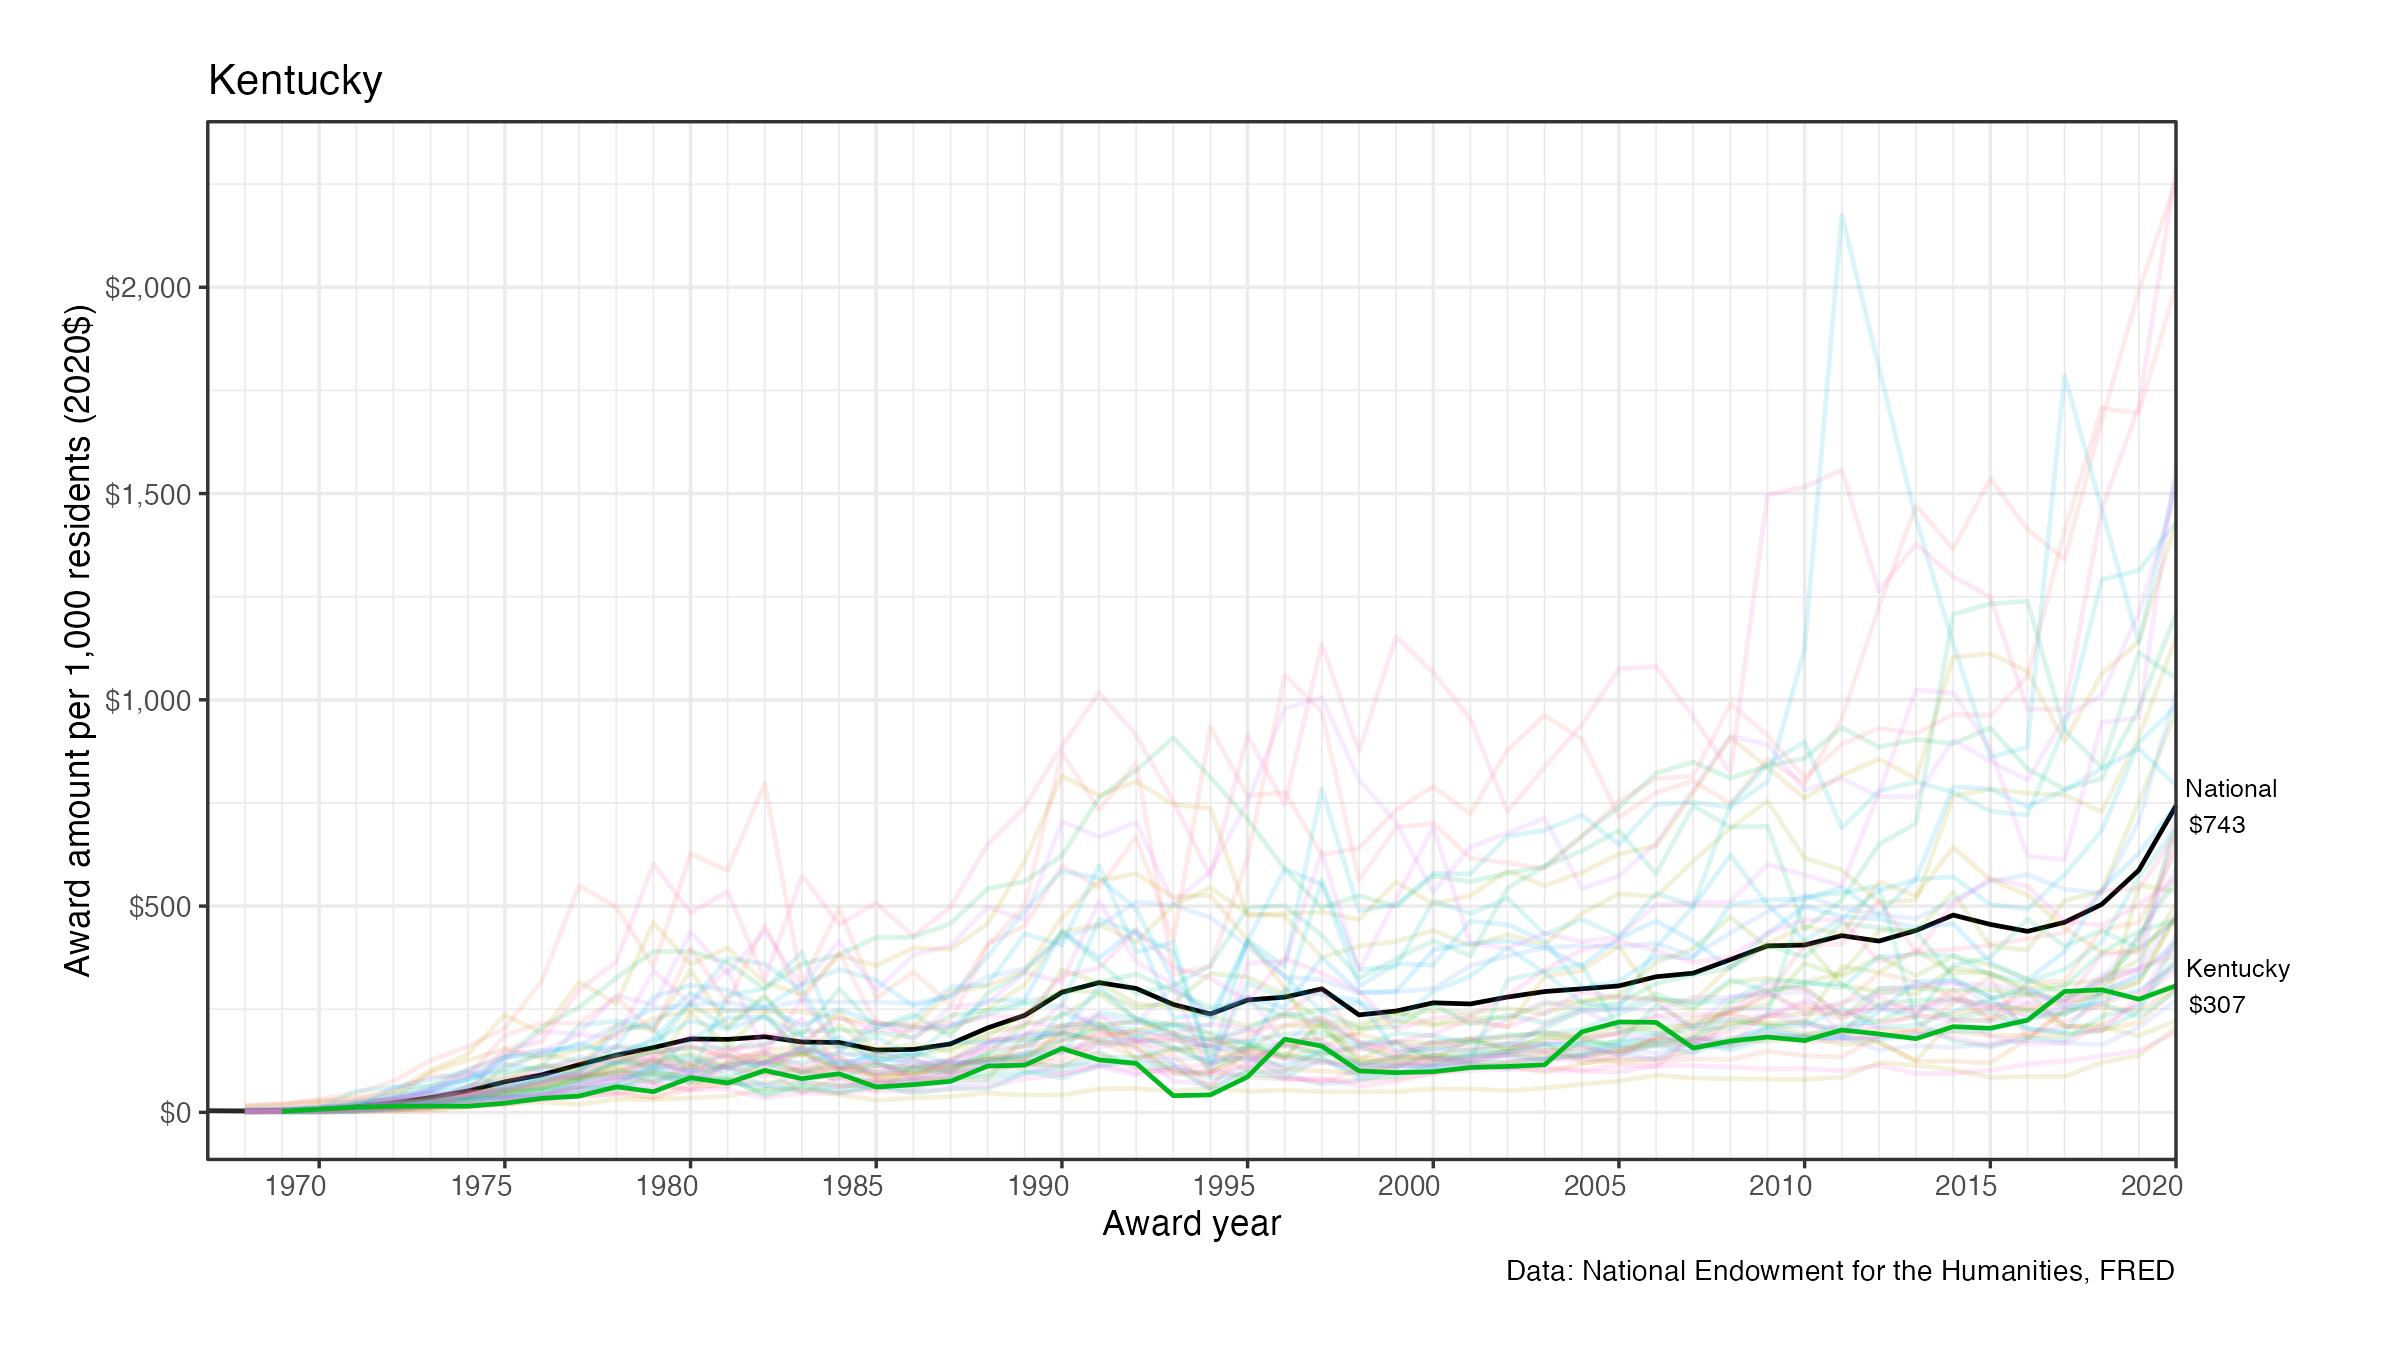 Kentucky
Award amount per 1,000 residents (2020$)
$2,000
$1,500
$1,000
$500
$0
National
$743
Kentucky
$307
1970 1975 1980 1985 1990 1995 2000 2005 2010 2015 2020
Award year
Data: National Endowment for the Humanities, FRED